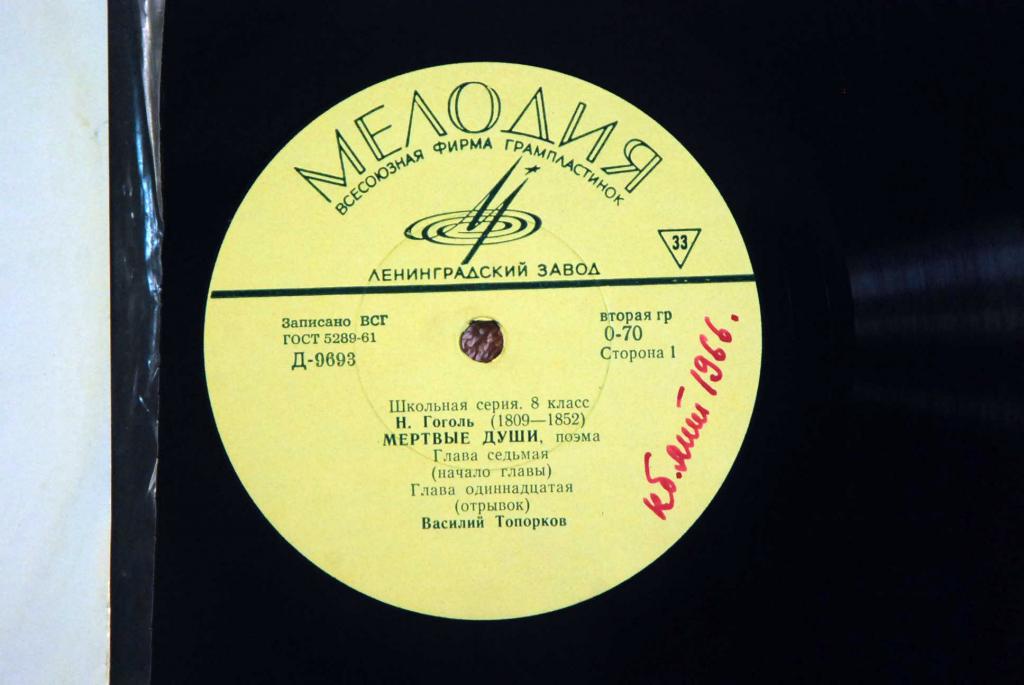 МЕЛОДИЯ
ВСЕСОЮЗНАЯ ФИРМА ГРАМПЛАСТИНОК
33
ЛЕНИНГРАДСКИЙ ЗАВОД
Записано ВСГ
ГОСТ 5289-61
Д-9693
вторая гр
0-70
Сторона 1
Школьная серия. 8 класс
Н. Гоголь (1809—1852)
МЕРТВЫЕ ДУШИ, поэма
Глава седьмая
(начало главы)
Глава одиннадцатая
(отрывок)
Василий Топорков
кб. 1966.